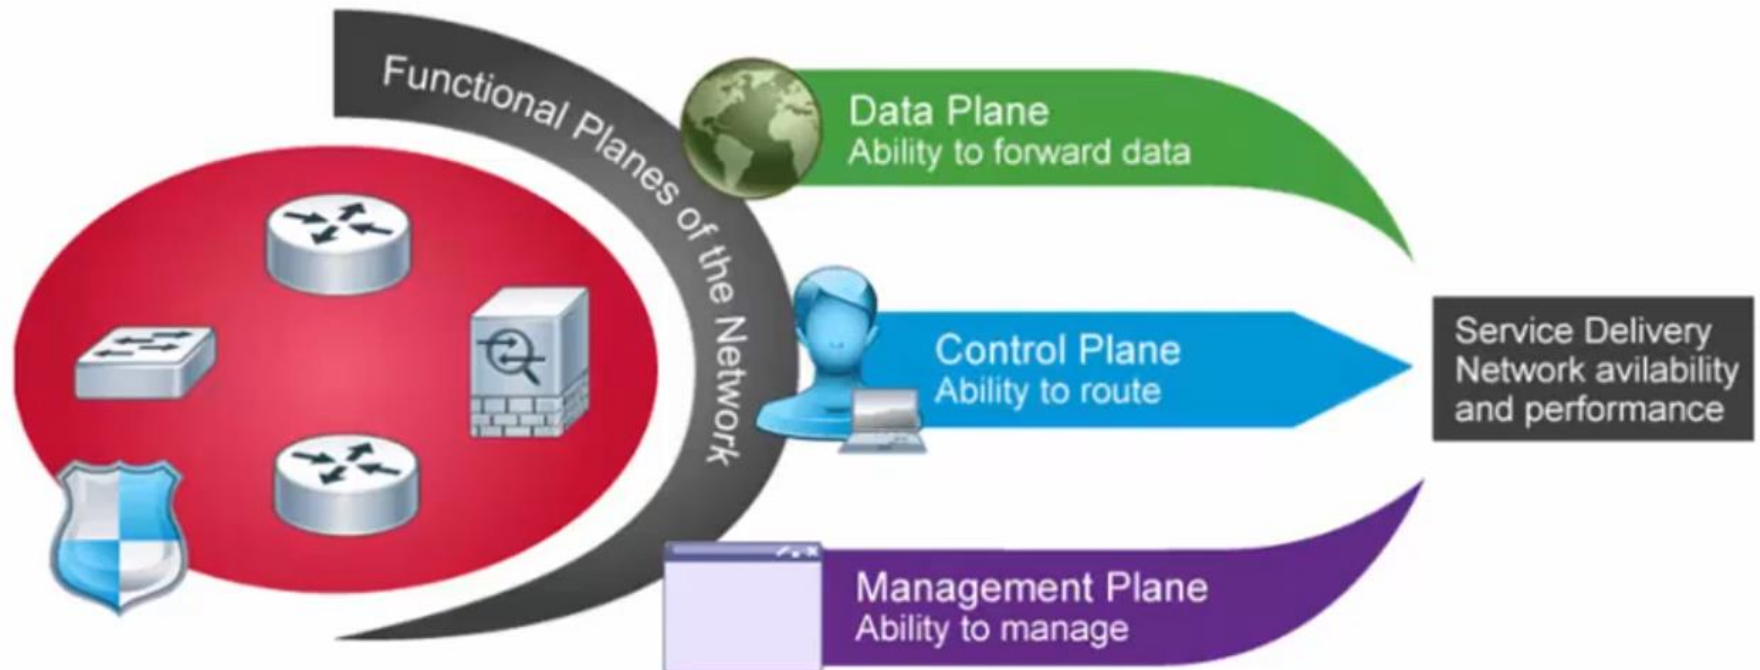 Functional Planes of the Network
Data Plane
Ability to forward data
Control Plane
Ability to route
Management Plane
Ability to manage
Service Delivery
Network avilability
and performance